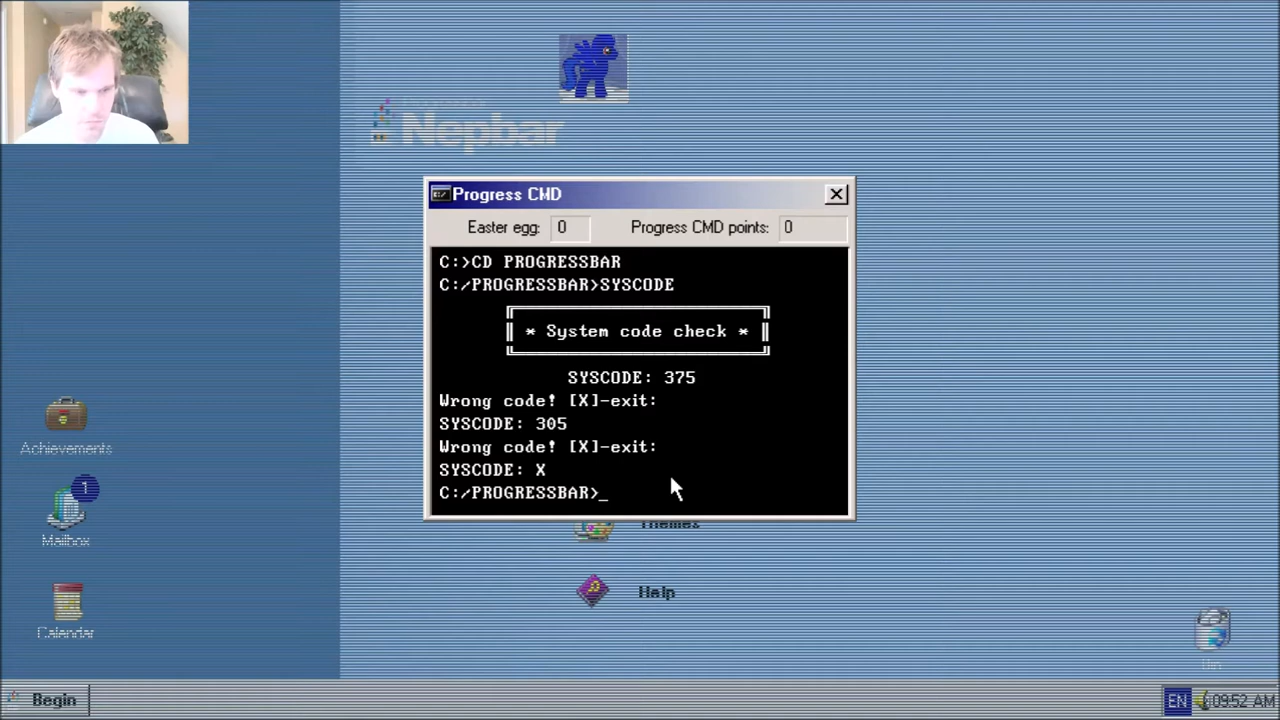 Nepbar
Progress CMD
Easter egg: 0 Progress CMD points: 0
C:>CD PROGRESSBAR
C:/PROGRESSBAR>SYSCODE
* System code check *
SYSCODE: 375
Wrong code! [X]-exit:
SYSCODE: 305
Wrong code! [X]-exit:
SYSCODE: X
C:/PROGRESSBAR>_
Themes
Help
Achievements
1
Mailbox
Calendar
Bin
Begin
EN 09:52 AM